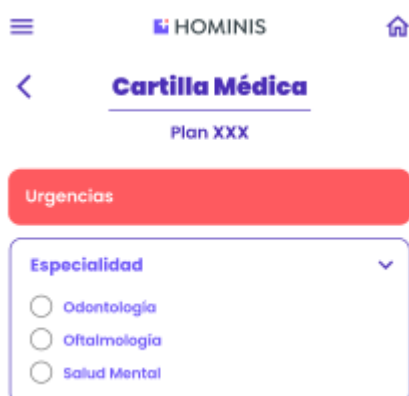 HOMINIS
Cartilla Médica
Plan XXX
Urgencias
Especialidad
Odontología
Oftalmología
Salud Mental